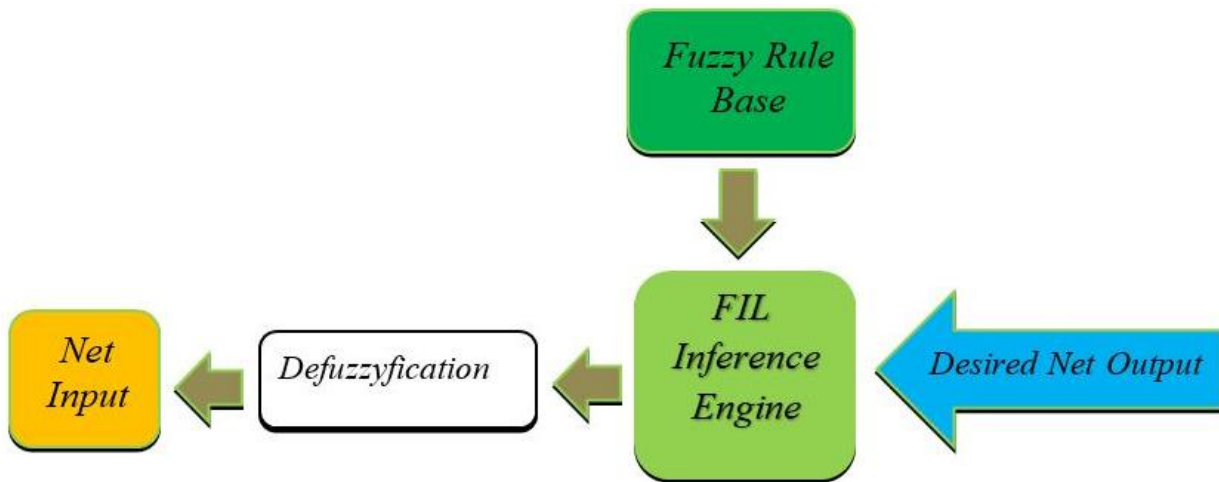 Fuzzy Rule
Base
FIL
Inference
Engine
Desired Net Output
Defuzzyfication
Net
Input